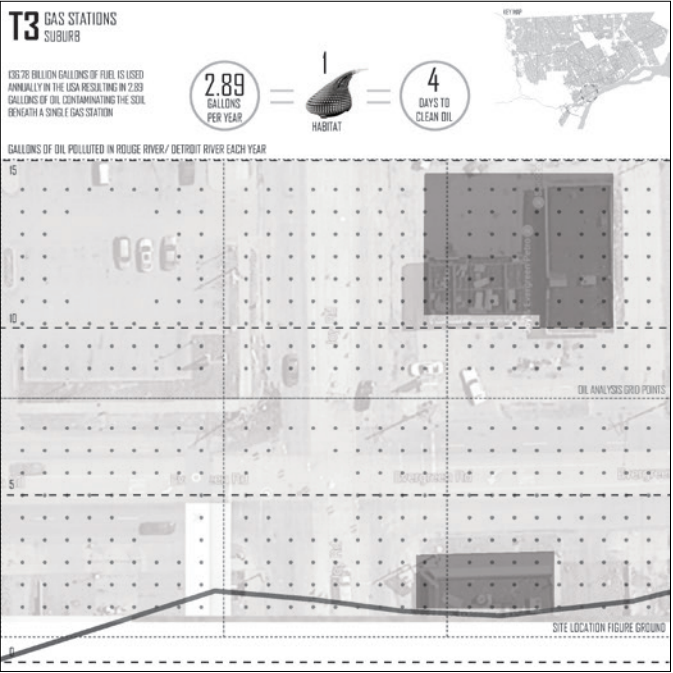 T3 GAS STATIONS
SUBURB
136.78 BILLION GALLONS OF FUEL IS USED
ANNUALLY IN THE USA RESULTING IN 2.89
GALLONS OF OIL CONTAMINATING THE SOIL
BENEATH A SINGLE GAS STATION
2.89
GALLONS
PER YEAR
1
HABITAT
4
DAYS TO
CLEAN OIL
KEY MAP
GALLONS OF OIL POLLUTED IN ROUGE RIVER/ DETROIT RIVER EACH YEAR
15
10
OIL ANALYSIS GRID POINTS
Evergreen Rd
5
SITE LOCATION FIGURE GROUND
0